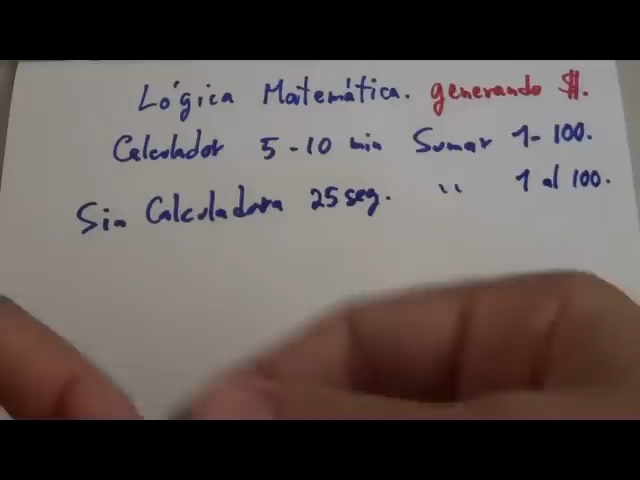 Lógica Matemática. generando $.
Calculador 5-10 min Sumar 1-100.
Sin Calculadora 25 seg. " 1 al 100.